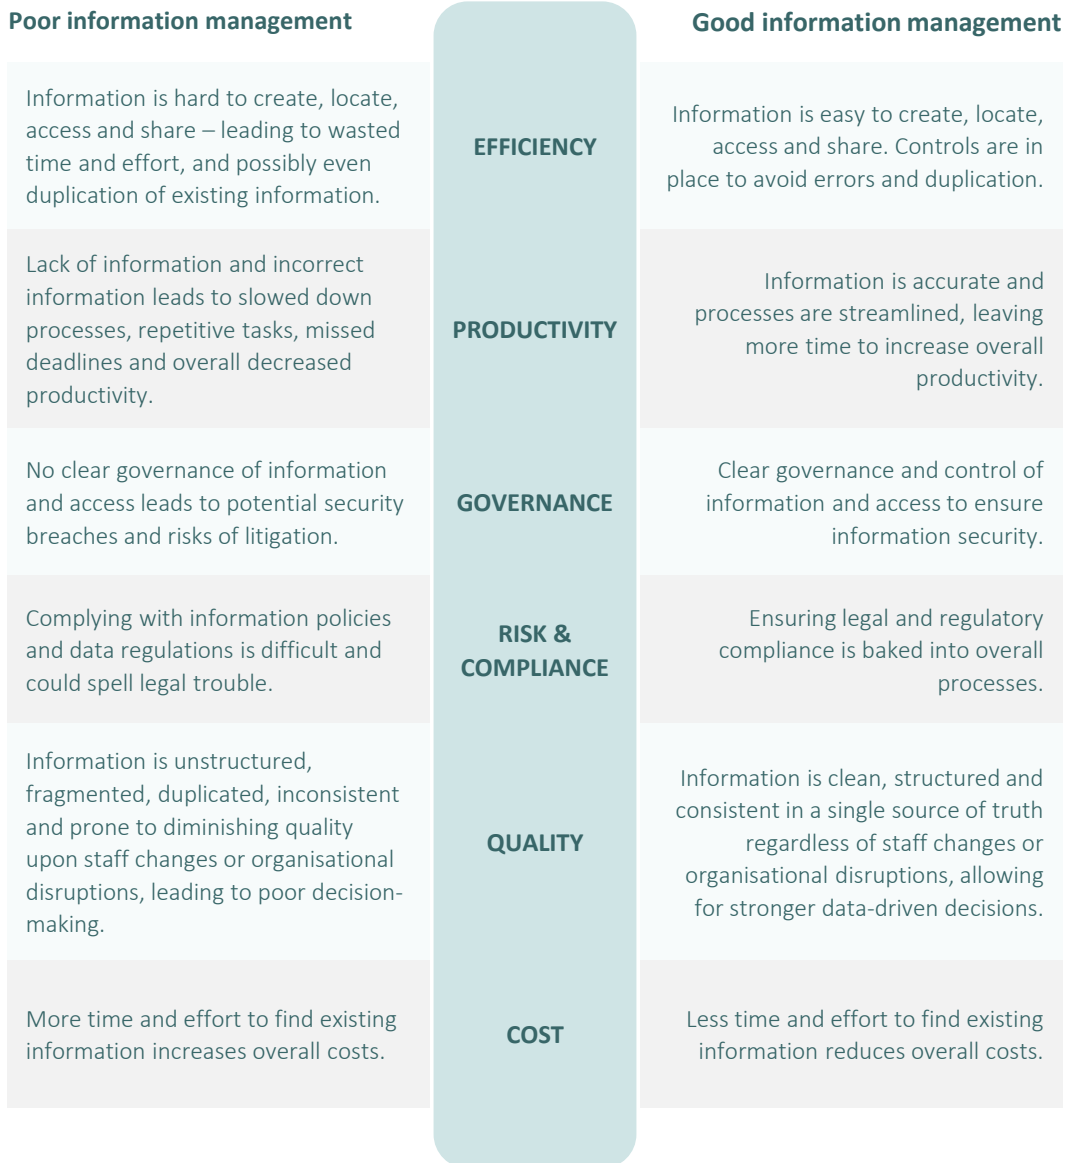 Poor information management
Good information management
Information is hard to create, locate,
access and share – leading to wasted
time and effort, and possibly even
duplication of existing information.
EFFICIENCY
Information is easy to create, locate,
access and share. Controls are in
place to avoid errors and duplication.
Lack of information and incorrect
information leads to slowed down
processes, repetitive tasks, missed
deadlines and overall decreased
productivity.
PRODUCTIVITY
Information is accurate and
processes are streamlined, leaving
more time to increase overall
productivity.
No clear governance of information
and access leads to potential security
breaches and risks of litigation.
GOVERNANCE
Clear governance and control of
information and access to ensure
information security.
Complying with information policies
and data regulations is difficult and
could spell legal trouble.
RISK &
COMPLIANCE
Ensuring legal and regulatory
compliance is baked into overall
processes.
Information is unstructured,
fragmented, duplicated, inconsistent
and prone to diminishing quality
upon staff changes or organisational
disruptions, leading to poor decision-
making.
QUALITY
Information is clean, structured and
consistent in a single source of truth
regardless of staff changes or
organisational disruptions, allowing
for stronger data-driven decisions.
More time and effort to find existing
information increases overall costs.
COST
Less time and effort to find existing
information reduces overall costs.